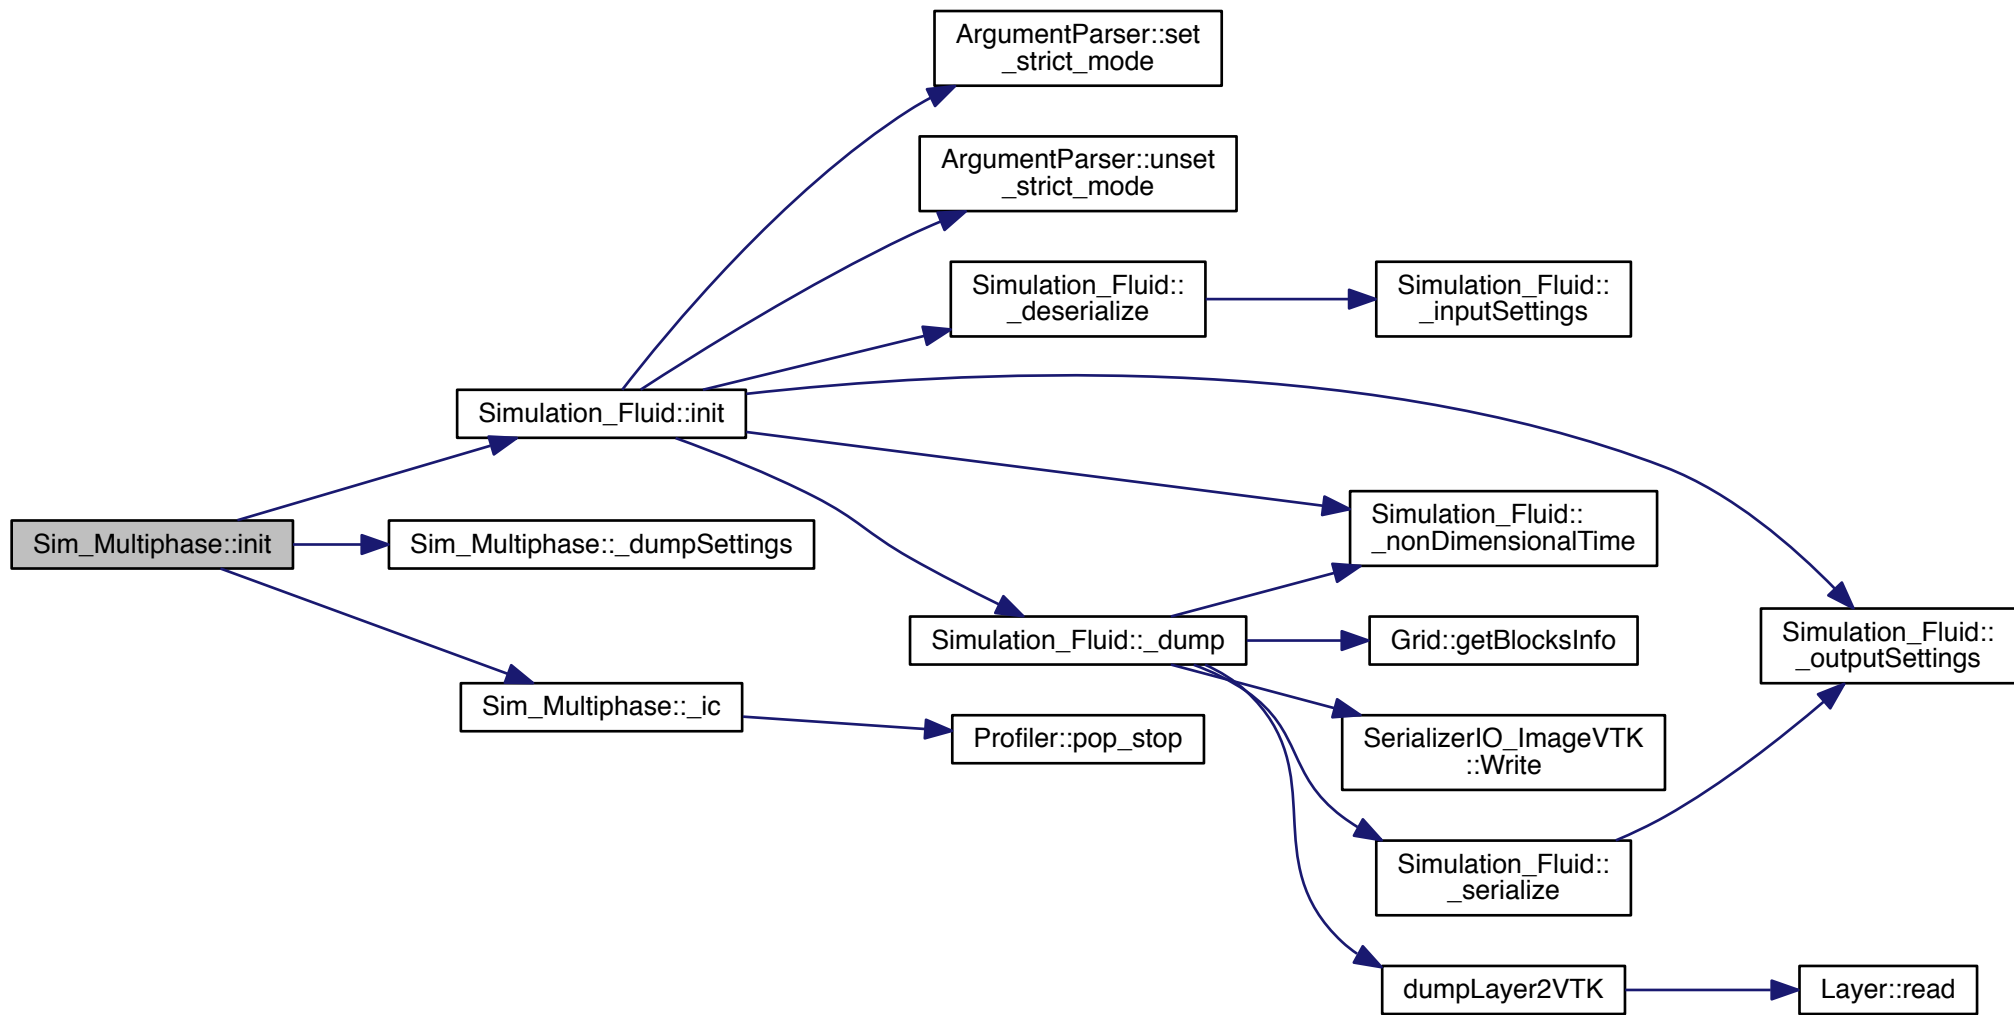 ArgumentParser::set
_strict_mode
ArgumentParser::unset
_strict_mode
Simulation_Fluid::
_deserialize
Simulation_Fluid::
_inputSettings
Simulation_Fluid::init
Simulation_Fluid::
_nonDimensionalTime
Sim_Multiphase::init
Sim_Multiphase::_dumpSettings
Simulation_Fluid::_dump
Grid::getBlocksInfo
Simulation_Fluid::
_outputSettings
Sim_Multiphase::_ic
Profiler::pop_stop
SerializerIO_ImageVTK
::Write
Simulation_Fluid::
_serialize
dumpLayer2VTK
Layer::read